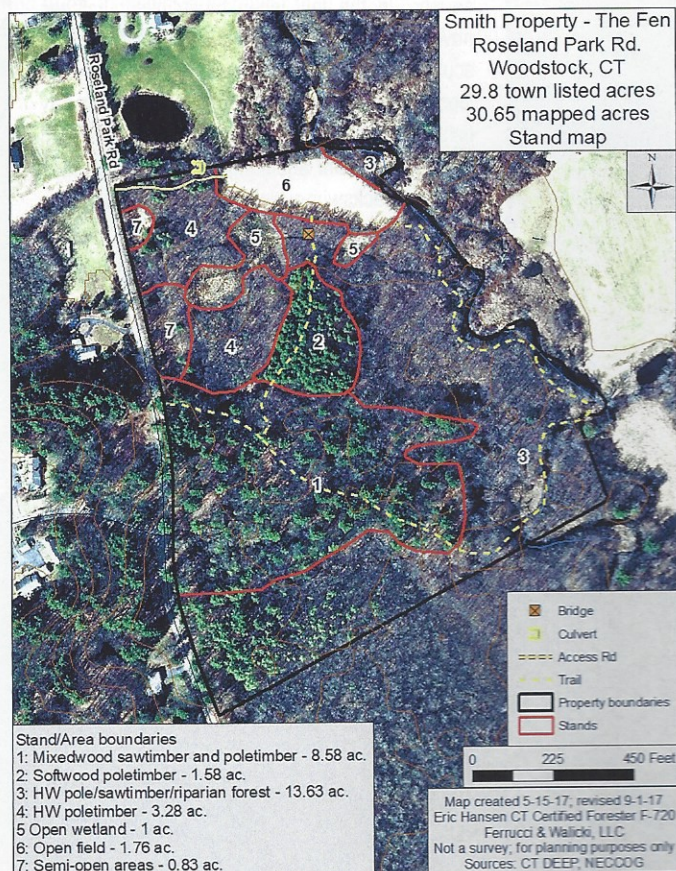 Smith Property - The Fen
Roseland Park Rd.
Woodstock, CT
29.8 town listed acres
30.65 mapped acres
Stand map
N
Roseland Park Rd
3
6
7
4
5
5
7
4
2
3
1
Bridge
Culvert
Access Rd
Trail
Property boundaries
Stands
0 225 450 Feet
Stand/Area boundaries
1: Mixedwood sawtimber and poletimber - 8.58 ac.
2: Softwood poletimber - 1.58 ac.
3: HW pole/sawtimber/riparian forest - 13.63 ac.
4: HW poletimber - 3.28 ac.
5 Open wetland - 1 ac.
6: Open field - 1.76 ac.
7: Semi-open areas - 0.83 ac.
Map created 5-15-17; revised 9-1-17
Eric Hansen CT Certified Forester F-720
Ferrucci & Walicki, LLC
Not a survey; for planning purposes only
Sources: CT DEEP, NECCOG